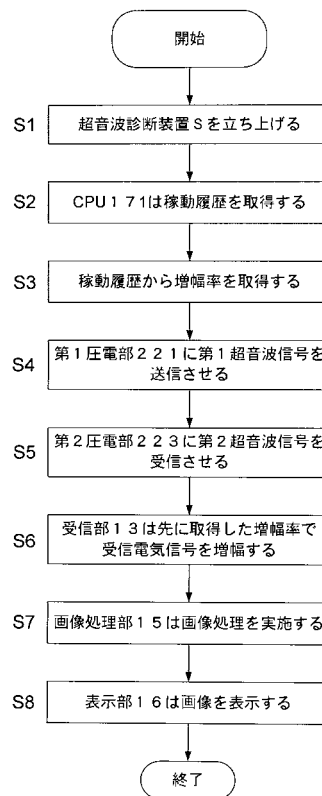 開始
S1
超音波診断装置Sを立ち上げる
S2
CPU171は稼動履歴を取得する
S3
稼動履歴から増幅率を取得する
S4
第1圧電部221に第1超音波信号を
送信させる
S5
第2圧電部223に第2超音波信号を
受信させる
S6
受信部13は先に取得した増幅率で
受信電気信号を増幅する
S7
画像処理部15は画像処理を実施する
S8
表示部16は画像を表示する
終了